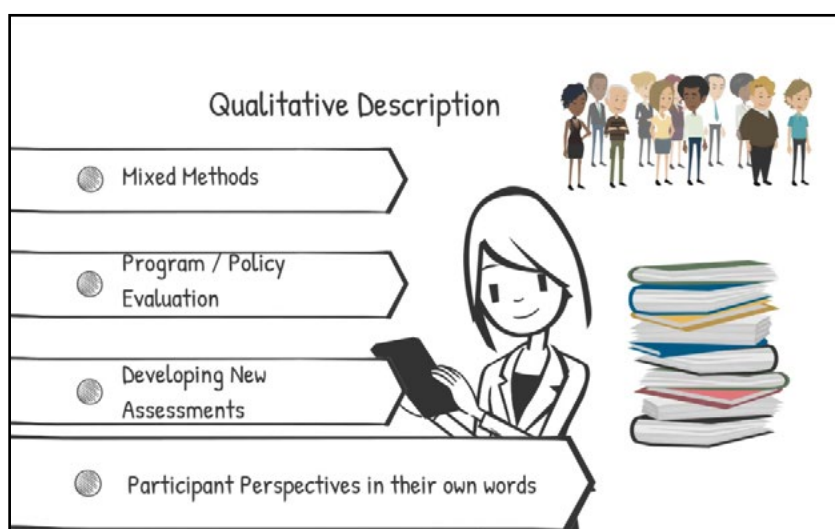 Qualitative Description
Mixed Methods
Program / Policy
Evaluation
Developing New
Assessments
Participant Perspectives in their own words